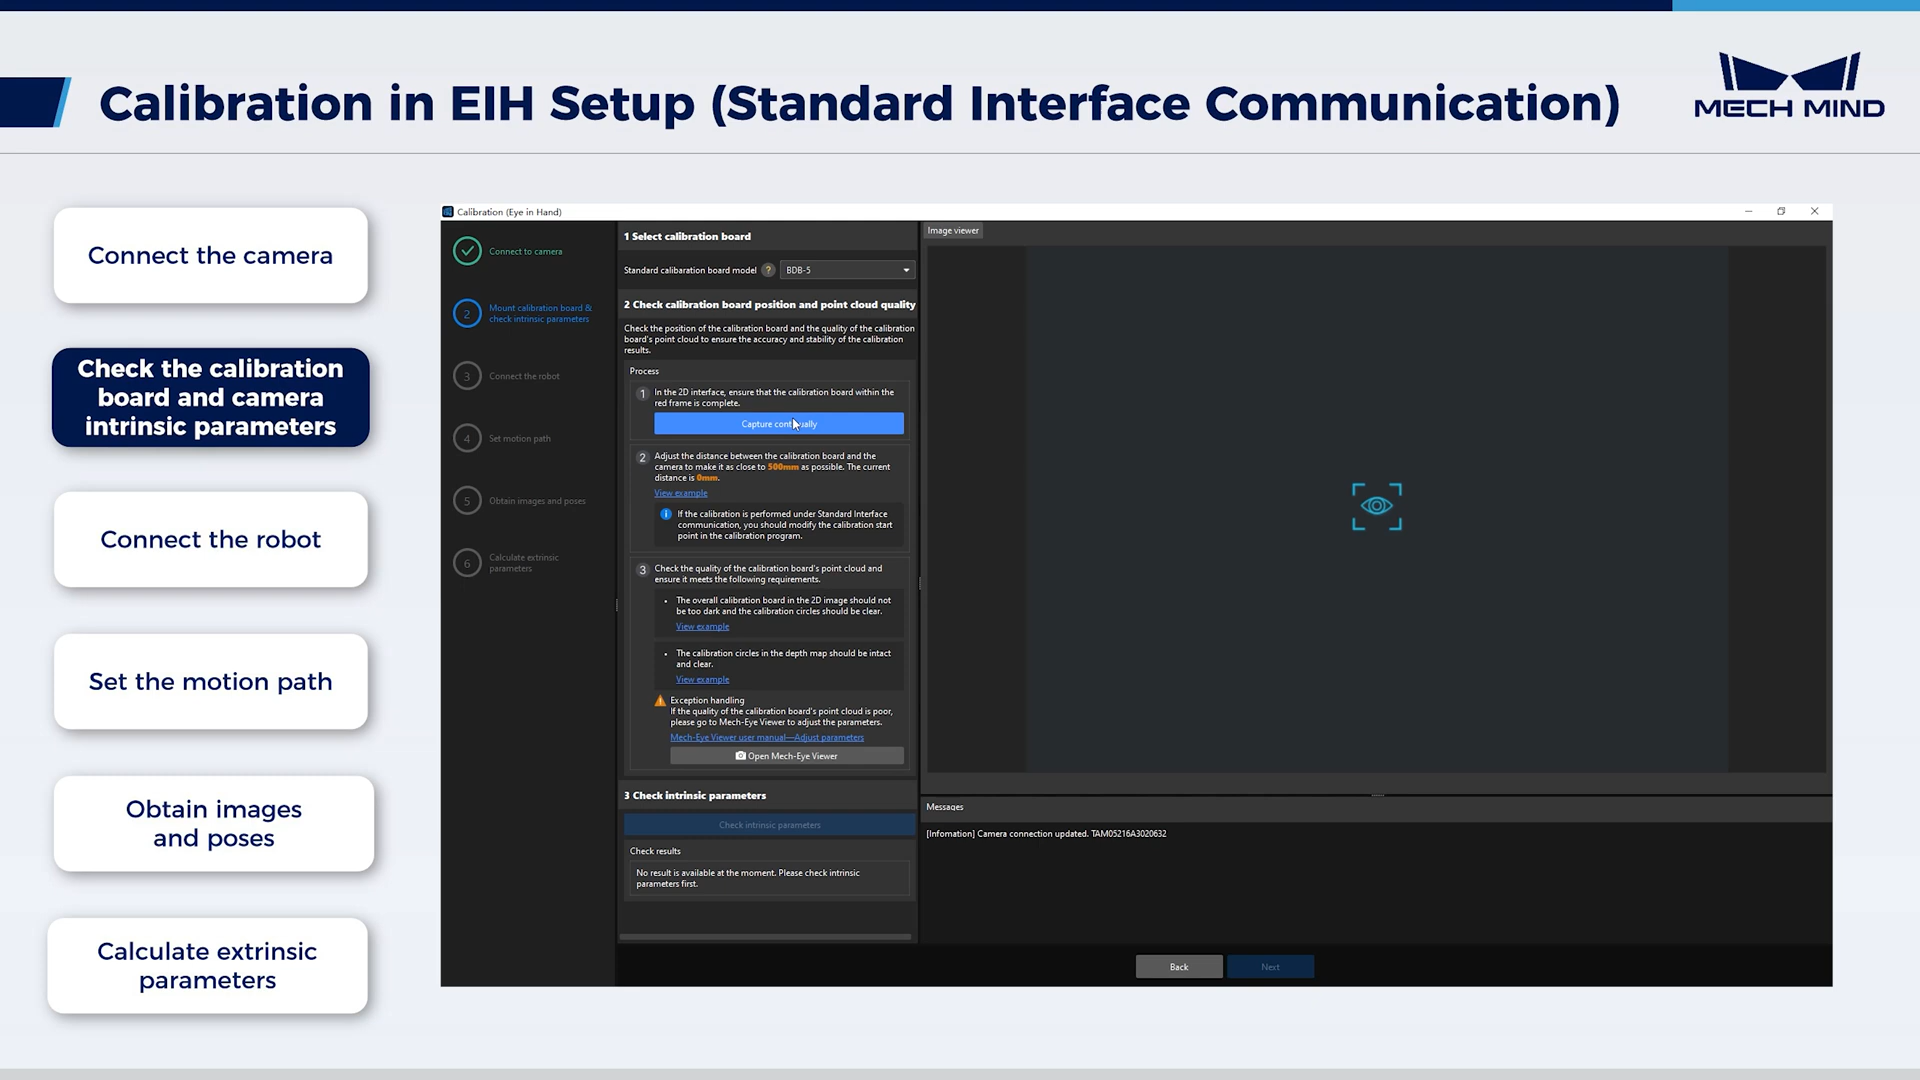 Calibration in EIH Setup (Standard Interface Communication)
MECH MIND
Connect the camera
Check the calibration
board and camera
intrinsic parameters
Connect the robot
Set the motion path
Obtain images
and poses
Calculate extrinsic
parameters
Calibration (Eye in Hand)
Connect to camera
2
Mount calibration board &
check intrinsic parameters
3
Connect the robot
4
Set motion path
5
Obtain images and poses
6
Calculate extrinsic
parameters
1 Select calibration board
Standard calibaration board model ? BDB-5
2 Check calibration board position and point cloud quality
Check the position of the calibration board and the quality of the calibration
board's point cloud to ensure the accuracy and stability of the calibration
results.
Process
1 In the 2D interface, ensure that the calibration board within the
red frame is complete.
Capture continually
2 Adjust the distance between the calibration board and the
camera to make it as close to 500mm as possible. The current
distance is 0mm.
View example
If the calibration is performed under Standard Interface
communication, you should modify the calibration start
point in the calibration program.
3 Check the quality of the calibration board's point cloud and
ensure it meets the following requirements.
• The overall calibration board in the 2D image should not
be too dark and the calibration circles should be clear.
View example
• The calibration circles in the depth map should be intact
and clear.
View example
Exception handling
If the quality of the calibration board's point cloud is poor,
please go to Mech-Eye Viewer to adjust the parameters.
Mech-Eye Viewer user manual—Adjust parameters
Open Mech-Eye Viewer
3 Check intrinsic parameters
Check intrinsic parameters
Check results
No result is available at the moment. Please check intrinsic
parameters first.
Image viewer
Messages
[Infomation] Camera connection updated. TAM05216A3020632
Back
Next